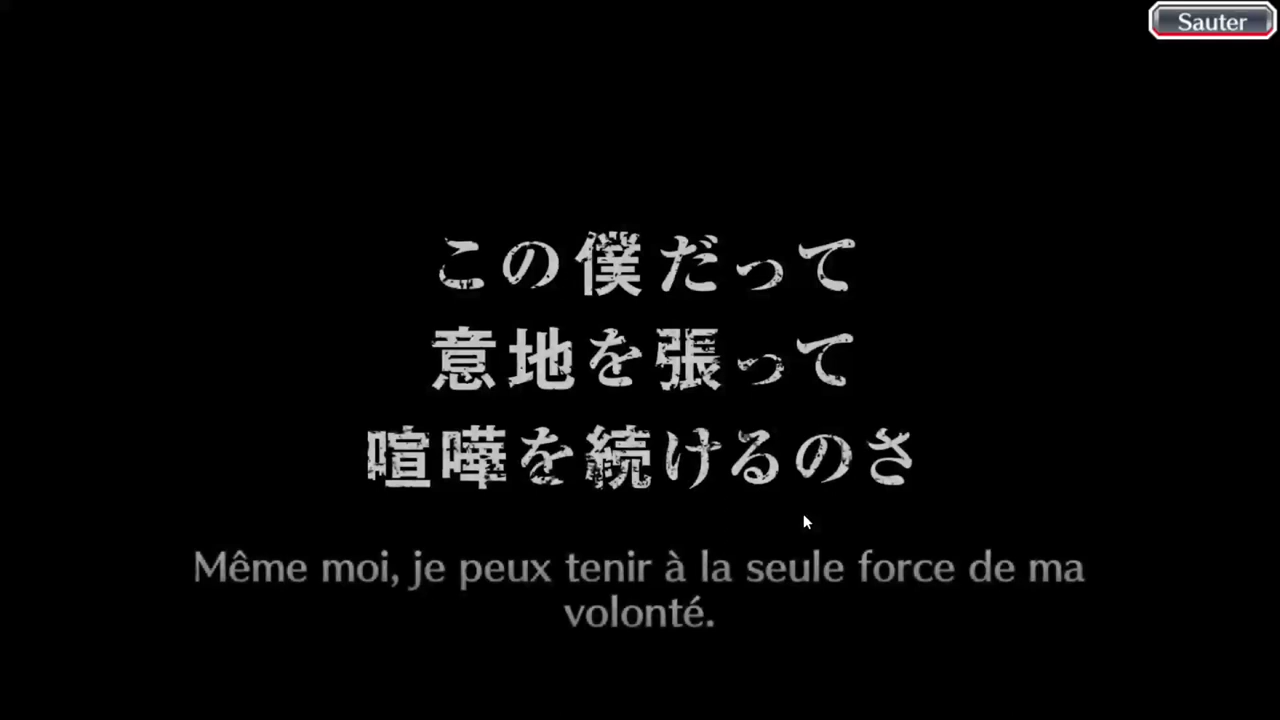 Sauter
この僕だって
意地を張って
喧嘩を続けるのさ
Même moi, je peux tenir à la seule force de ma
volonté.